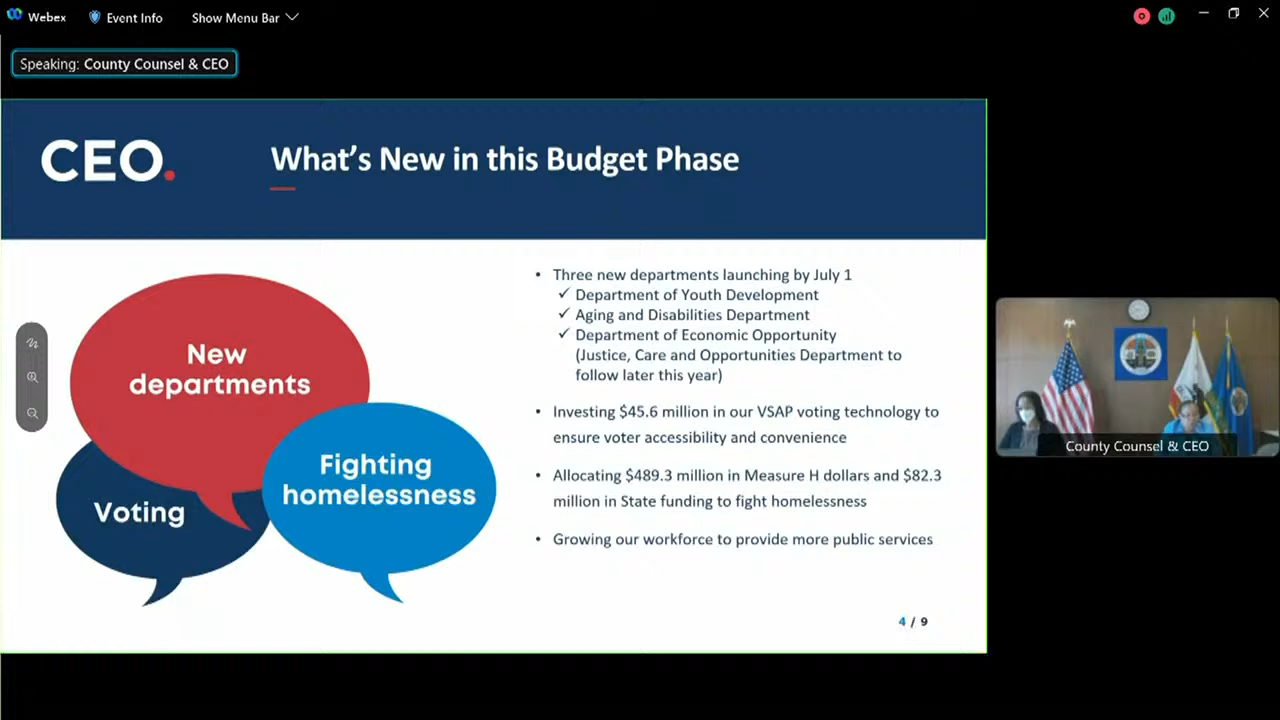 Webex
Event Info
Show Menu Bar
Speaking: County Counsel & CEO
CEO.
What's New in this Budget Phase
New
departments
Fighting
homelessness
Voting
• Three new departments launching by July 1
✓ Department of Youth Development
✓ Aging and Disabilities Department
✓ Department of Economic Opportunity
(Justice, Care and Opportunities Department to
follow later this year)
• Investing $45.6 million in our VSAP voting technology to
ensure voter accessibility and convenience
• Allocating $489.3 million in Measure H dollars and $82.3
million in State funding to fight homelessness
• Growing our workforce to provide more public services
4 / 9
County Counsel & CEO